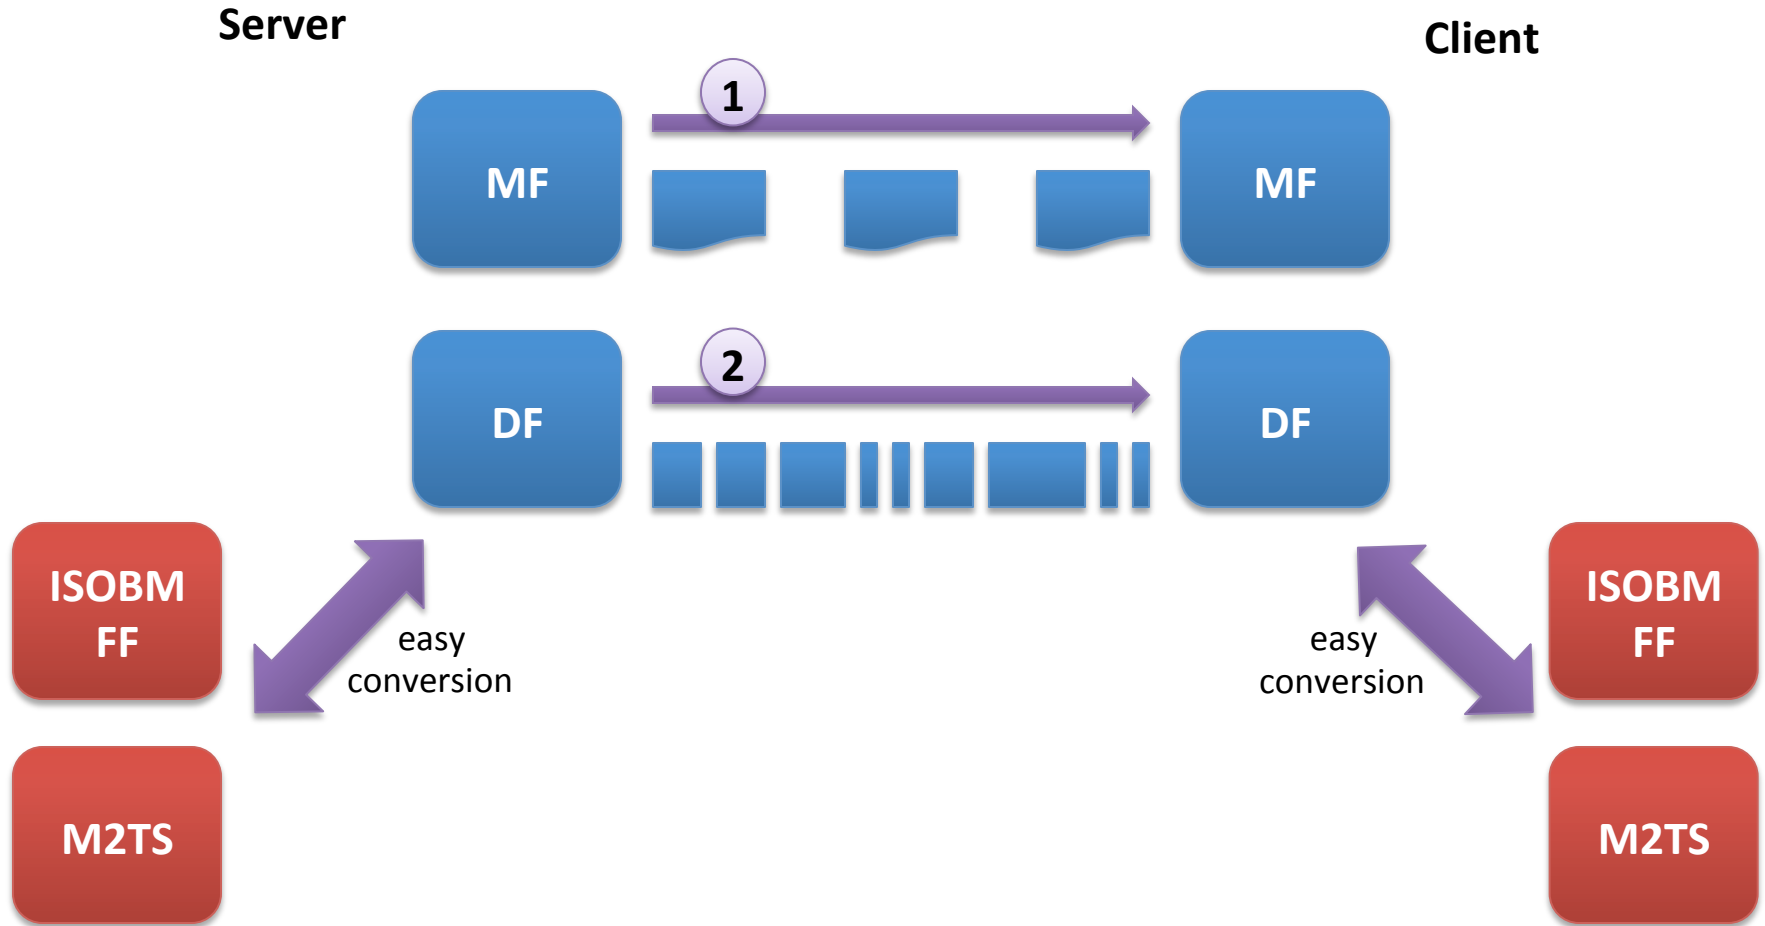 Server
Client
1
MF
MF
2
DF
DF
ISOBM
FF
easy
conversion
easy
conversion
ISOBM
FF
M2TS
M2TS